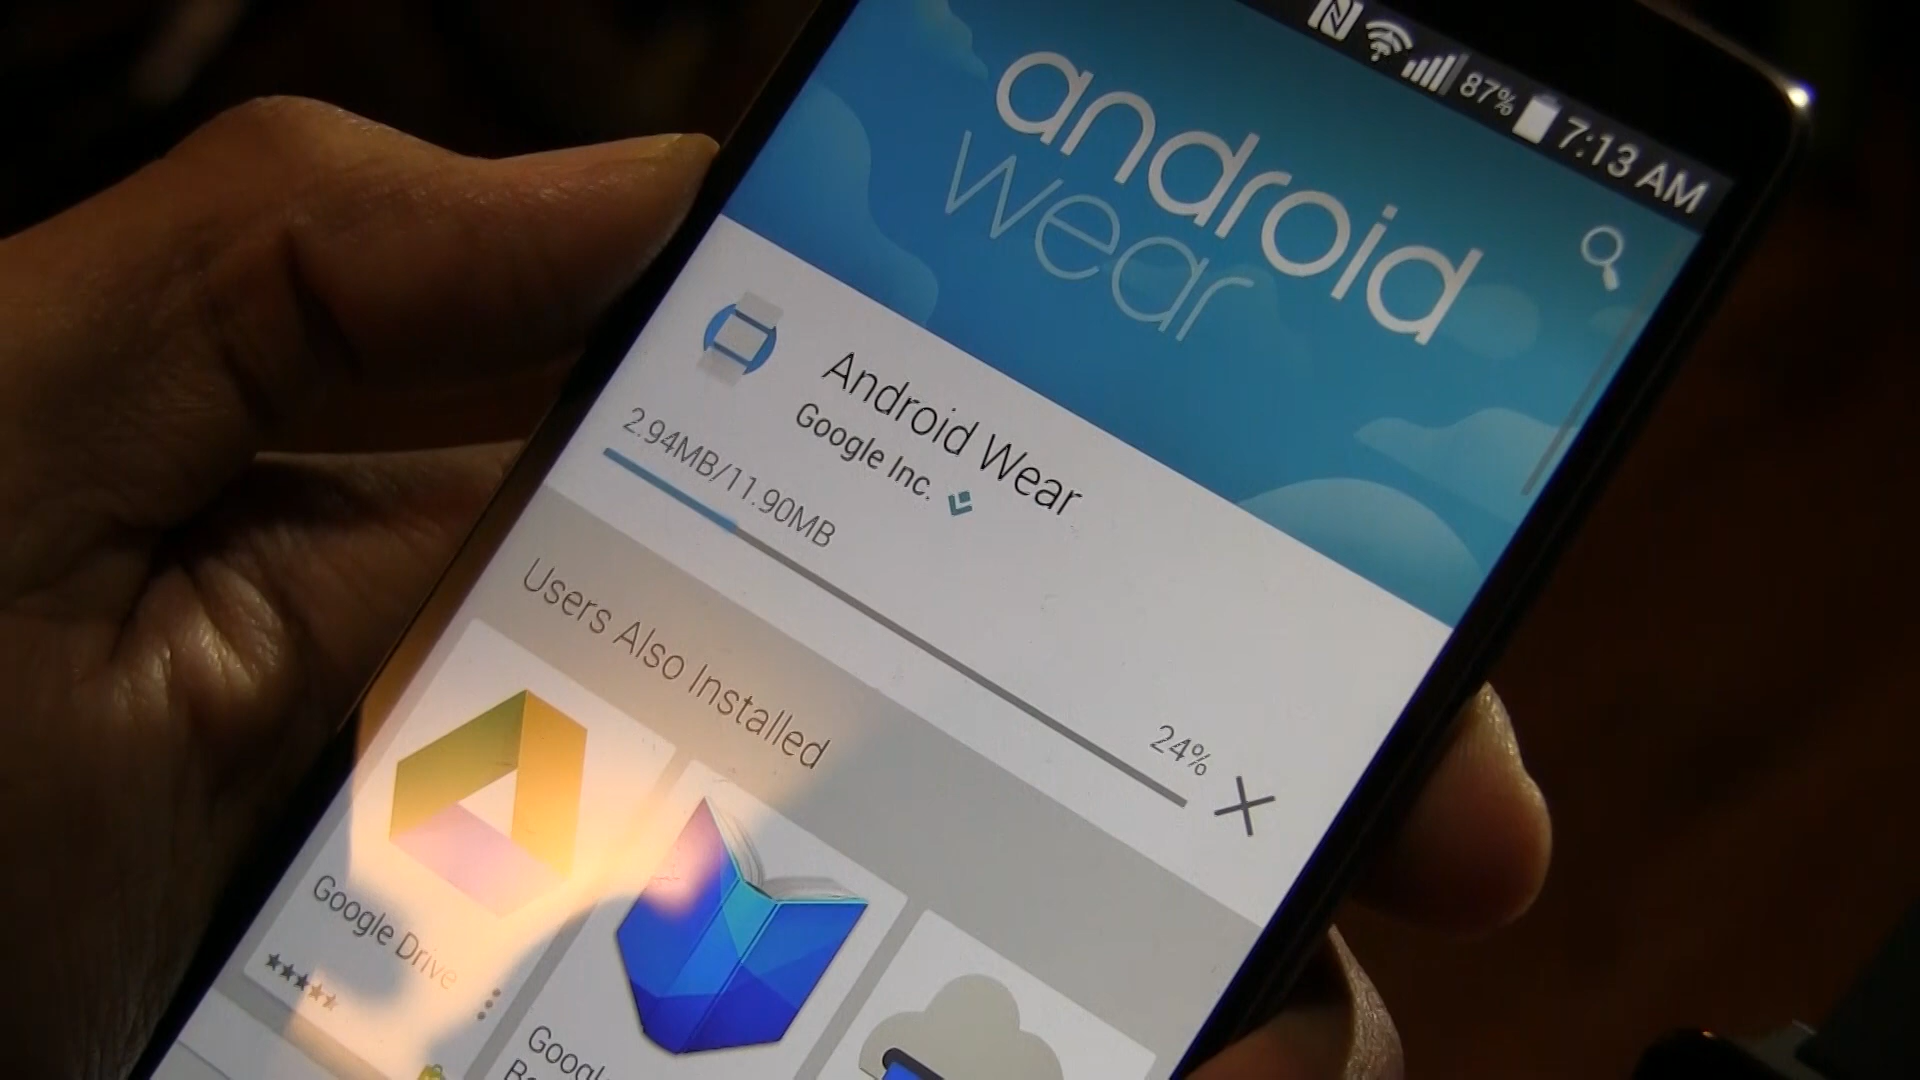 87% 7:13 AM
android
wear
Android Wear
Google Inc.
2.94MB/11.90MB
24%
Users Also Installed
Google Drive
Google